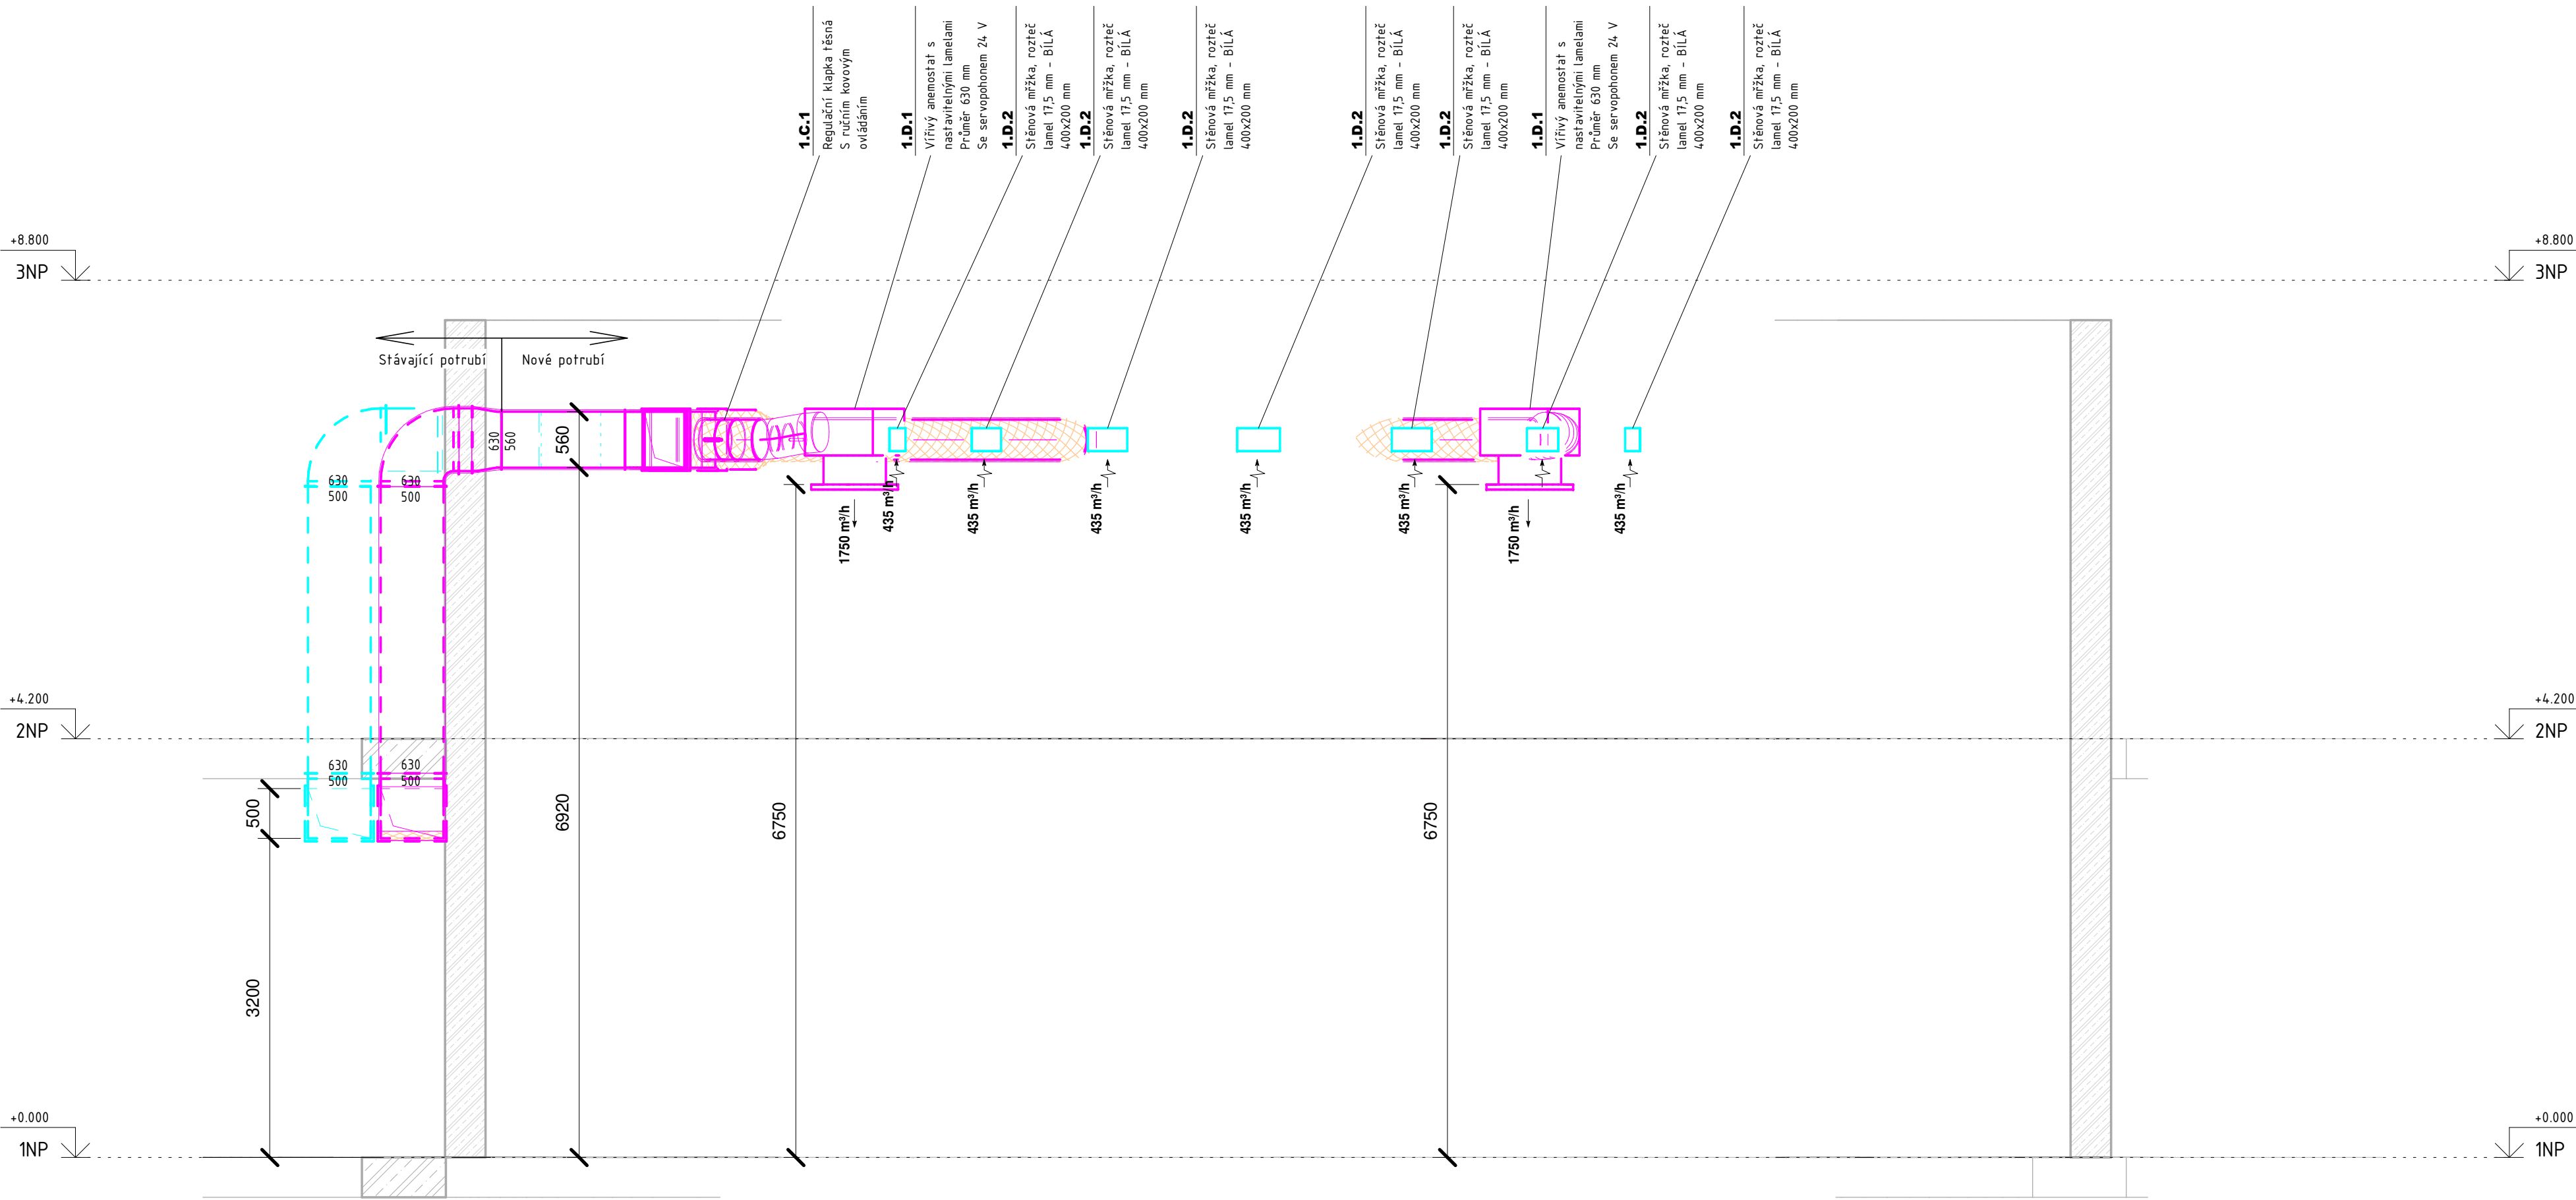 1.C.1
Regulační klapka těsná
S ručním kovovým
ovládáním
1.D.1
Vířivý anemostat s
nastavitelnými lamelami
Průměr 630 mm
Se servopohonem 24 V
1.D.2
Stěnová mřížka, rozteč
lamel 17,5 mm - BÍLÁ
400x200 mm
1.D.2
Stěnová mřížka, rozteč
lamel 17,5 mm - BÍLÁ
400x200 mm
1.D.2
Stěnová mřížka, rozteč
lamel 17,5 mm - BÍLÁ
400x200 mm
1.D.2
Stěnová mřížka, rozteč
lamel 17,5 mm - BÍLÁ
400x200 mm
1.D.2
Stěnová mřížka, rozteč
lamel 17,5 mm - BÍLÁ
400x200 mm
1.D.1
Vířivý anemostat s
nastavitelnými lamelami
Průměr 630 mm
Se servopohonem 24 V
1.D.2
Stěnová mřížka, rozteč
lamel 17,5 mm - BÍLÁ
400x200 mm
1.D.2
Stěnová mřížka, rozteč
lamel 17,5 mm - BÍLÁ
400x200 mm
+8.800
3NP
+8.800
3NP
Stávající potrubí
Nové potrubí
630
560
560
630
500
630
500
1750 m³/h
435 m³/h
435 m³/h
435 m³/h
435 m³/h
435 m³/h
1750 m³/h
435 m³/h
+4.200
2NP
+4.200
2NP
630
500
630
500
500
6920
6750
6750
3200
+0.000
1NP
+0.000
1NP